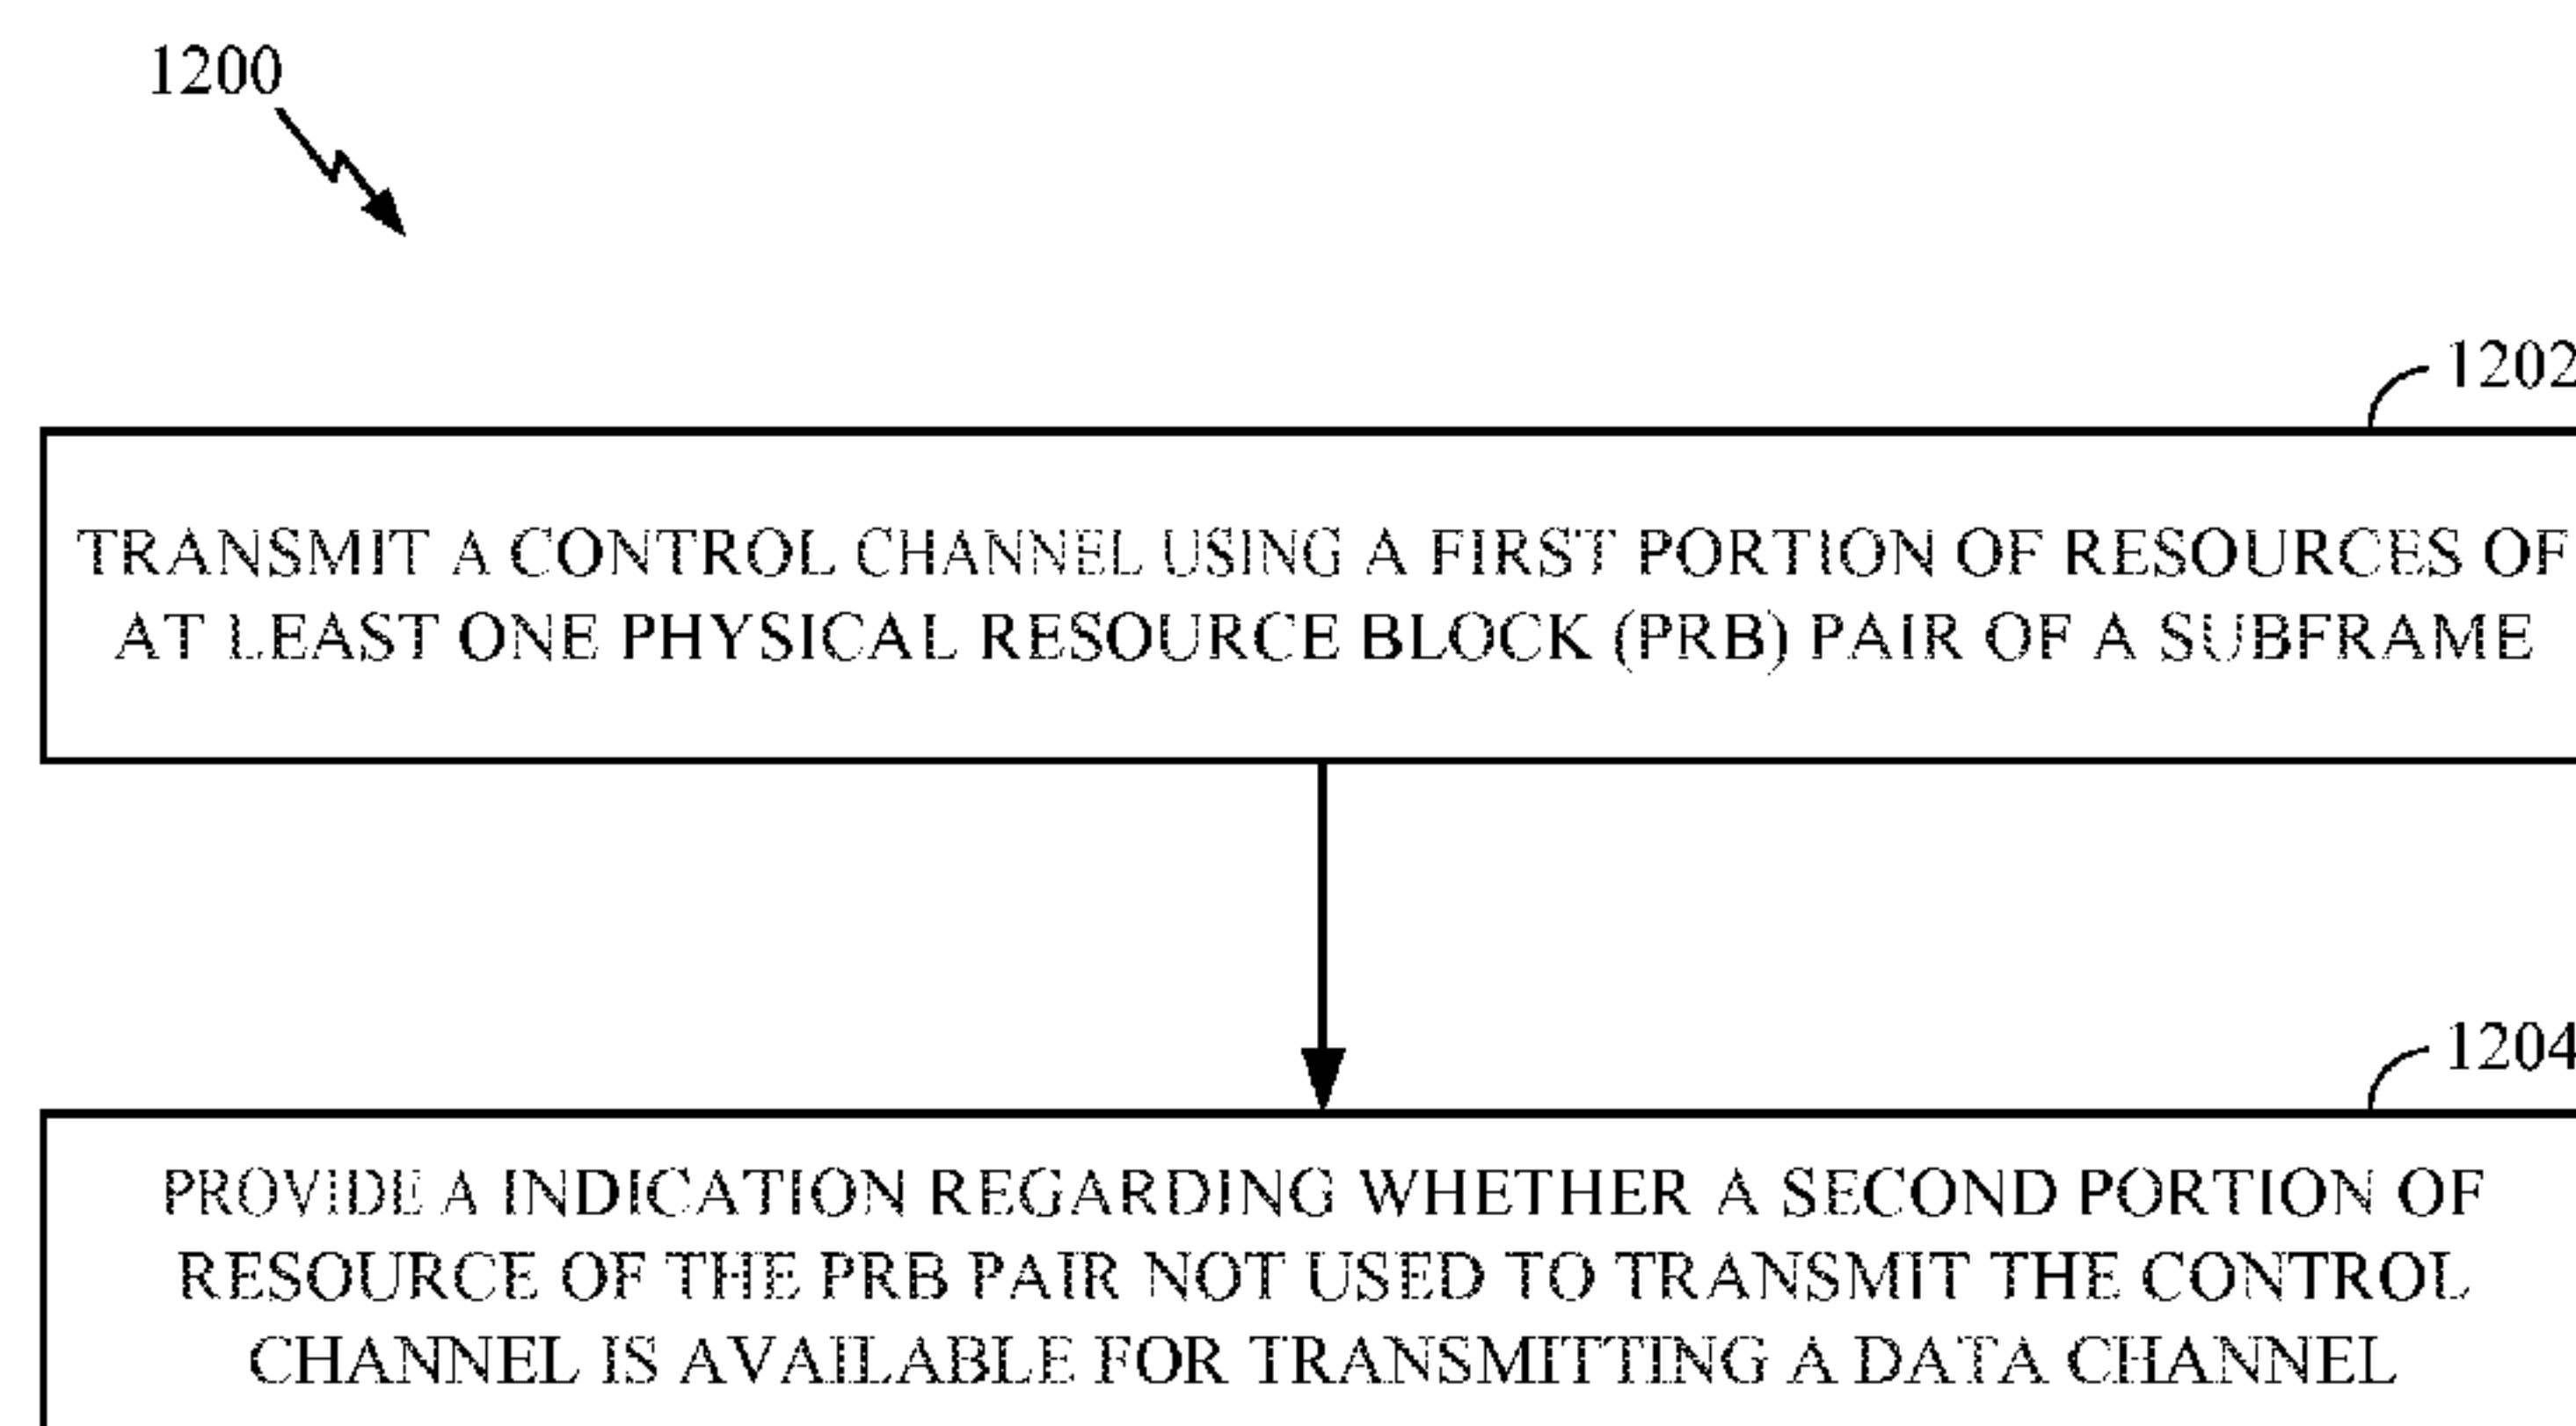 1200
1202
TRANSMIT A CONTROL CHANNEL USING A FIRST PORTION OF RESOURCES OF
AT LEAST ONE PHYSICAL RESOURCE BLOCK (PRB) PAIR OF A SUBFRAME
1204
PROVIDE A INDICATION REGARDING WHETHER A SECOND PORTION OF
RESOURCE OF THE PRB PAIR NOT USED TO TRANSMIT THE CONTROL
CHANNEL IS AVAILABLE FOR TRANSMITTING A DATA CHANNEL